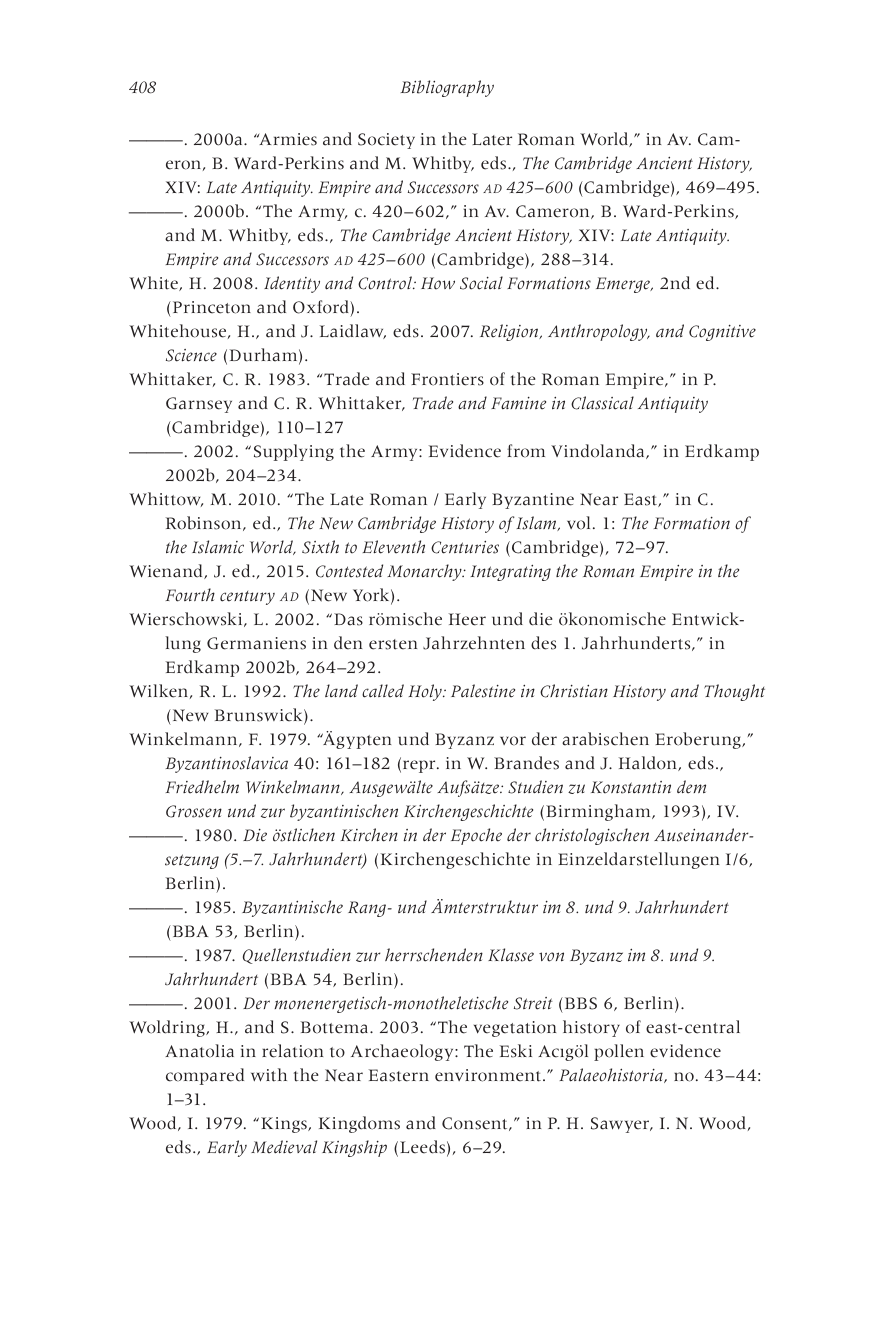 408 Bibliography
———. 2000a. “Armies and Society in the Later Roman World,” in Av. Cam-
eron, B. Ward-Perkins and M. Whitby, eds., The Cambridge Ancient History,
XIV: Late Antiquity. Empire and Successors AD 425–600 (Cambridge), 469–495.
———. 2000b. “The Army, c. 420–602,” in Av. Cameron, B. Ward-Perkins,
and M. Whitby, eds., The Cambridge Ancient History, XIV: Late Antiquity.
Empire and Successors AD 425–600 (Cambridge), 288–314.
White, H. 2008. Identity and Control: How Social Formations Emerge, 2nd ed.
(Princeton and Oxford).
Whitehouse, H., and J. Laidlaw, eds. 2007. Religion, Anthropology, and Cognitive
Science (Durham).
Whittaker, C. R. 1983. “Trade and Frontiers of the Roman Empire,” in P.
Garnsey and C. R. Whittaker, Trade and Famine in Classical Antiquity
(Cambridge), 110–127
———. 2002. “Supplying the Army: Evidence from Vindolanda,” in Erdkamp
2002b, 204–234.
Whittow, M. 2010. “The Late Roman / Early Byzantine Near East,” in C.
Robinson, ed., The New Cambridge History of Islam, vol. 1: The Formation of
the Islamic World, Sixth to Eleventh Centuries (Cambridge), 72–97.
Wienand, J. ed., 2015. Contested Monarchy: Integrating the Roman Empire in the
Fourth century AD (New York).
Wierschowski, L. 2002. “Das römische Heer und die ökonomische Entwick-
lung Germaniens in den ersten Jahrzehnten des 1. Jahrhunderts,” in
Erdkamp 2002b, 264–292.
Wilken, R. L. 1992. The land called Holy: Palestine in Christian History and Thought
(New Brunswick).
Winkelmann, F. 1979. “Ägypten und Byzanz vor der arabischen Eroberung,”
Byzantinoslavica 40: 161–182 (repr. in W. Brandes and J. Haldon, eds.,
Friedhelm Winkelmann, Ausgewälte Aufsätze: Studien zu Konstantin dem
Grossen und zur byzantinischen Kirchengeschichte (Birmingham, 1993), IV.
———. 1980. Die östlichen Kirchen in der Epoche der christologischen Auseinander-
setzung (5.–7. Jahrhundert) (Kirchengeschichte in Einzeldarstellungen I/6,
Berlin).
———. 1985. Byzantinische Rang- und Ämterstruktur im 8. und 9. Jahrhundert
(BBA 53, Berlin).
———. 1987. Quellenstudien zur herrschenden Klasse von Byzanz im 8. und 9.
Jahrhundert (BBA 54, Berlin).
———. 2001. Der monenergetisch-monotheletische Streit (BBS 6, Berlin).
Woldring, H., and S. Bottema. 2003. “The vegetation history of east-central
Anatolia in relation to Archaeology: The Eski Acıgöl pollen evidence
compared with the Near Eastern environment.” Palaeohistoria, no. 43–44:
1–31.
Wood, I. 1979. “Kings, Kingdoms and Consent,” in P. H. Sawyer, I. N. Wood,
eds., Early Medieval Kingship (Leeds), 6–29.